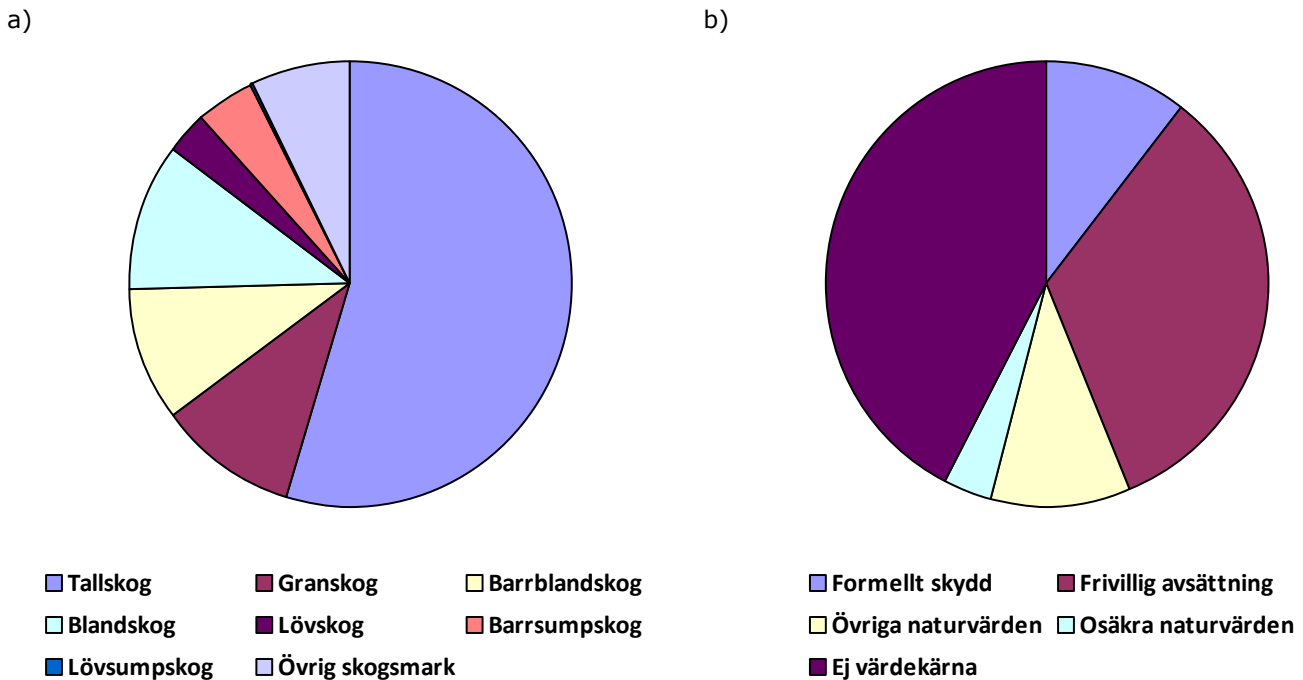 a)
b)
Tallskog Granskog Barrblandskog
Blandskog Lövskog Barrsumpskog
Lövsumpskog Övrig skogsmark
Formellt skydd Frivillig avsättning
Övriga naturvärden Osäkra naturvärden
Ej värdekärna